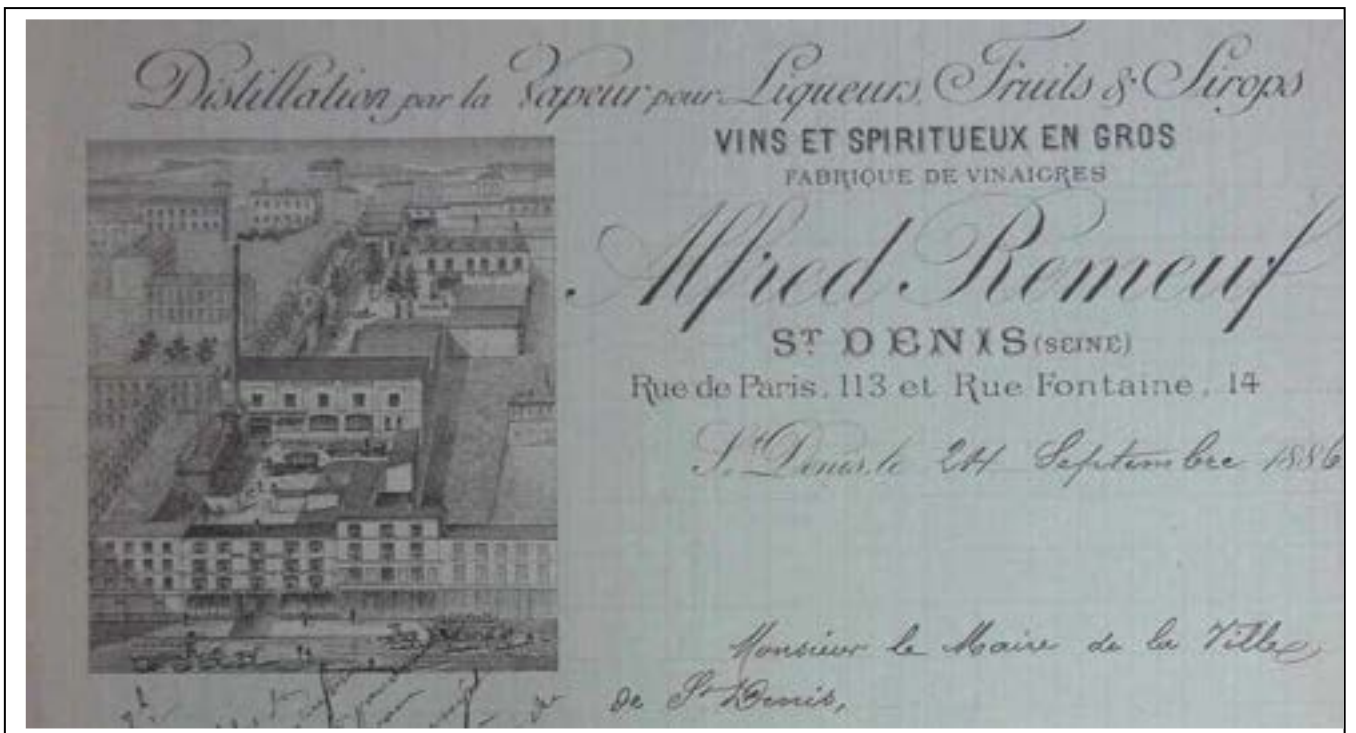 Distillation par la Vapeur pour Liqueurs, Fruits & Sirops
VINS ET SPIRITUEUX EN GROS
FABRIQUE DE VINAIGRES
Alfred Romeuf
ST DENIS (SEINE)
Rue de Paris, 113 et Rue Fontaine, 14
St Denis, le 24 Septembre 1886
Monsieur le Maire de la Ville
de St Denis,